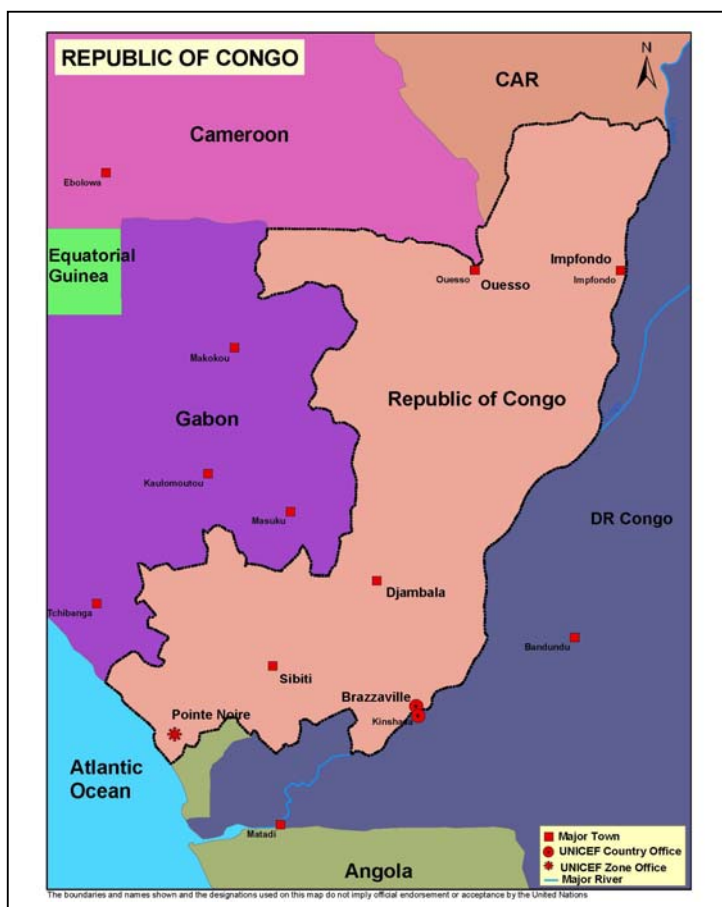 REPUBLIC OF CONGO
N
CAR
Cameroon
Ebolowa
Equatorial
Guinea
Impfondo
Ouesso
Impfondo
Ouesso
Makokou
Republic of Congo
Gabon
Kaulomoutou
Masuku
DR Congo
Djambala
Tchibanga
Bandundu
Sibiti
Brazzaville
Pointe Noire
Kinshasa
Atlantic
Ocean
Matadi
Angola
Major Town
UNICEF Country Office
UNICEF Zone Office
Major River
The boundaries and names shown and the designations used on this map do not imply official endorsement or acceptance by the United Nations